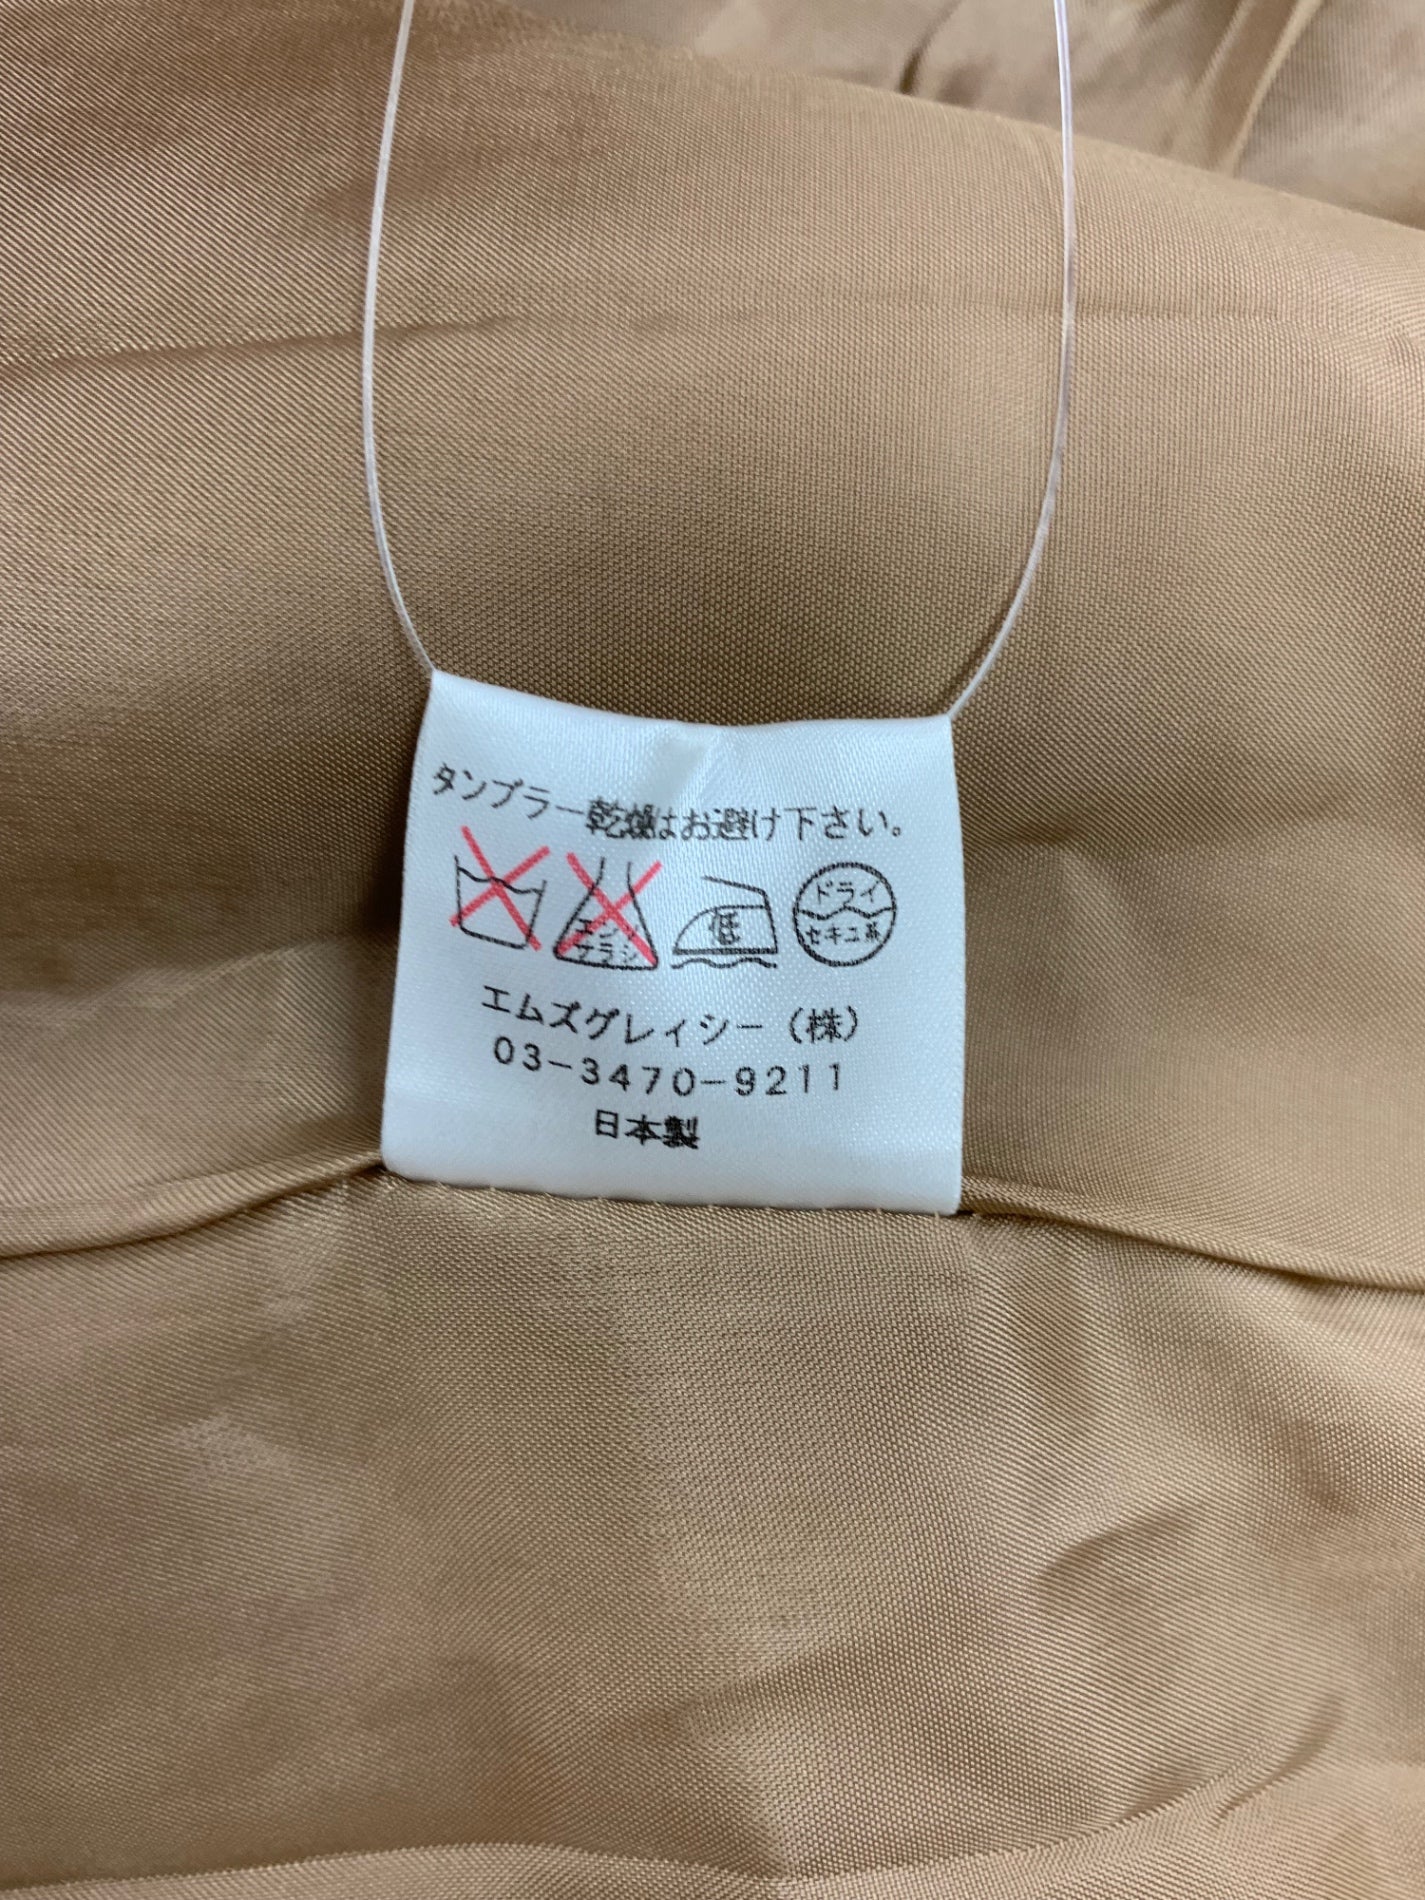 タンブラー乾燥はお避け下さい。
エンソ
サラシ
低
ドライ
セキユ系
エムズグレイシー（株）
03-3470-9211
日本製